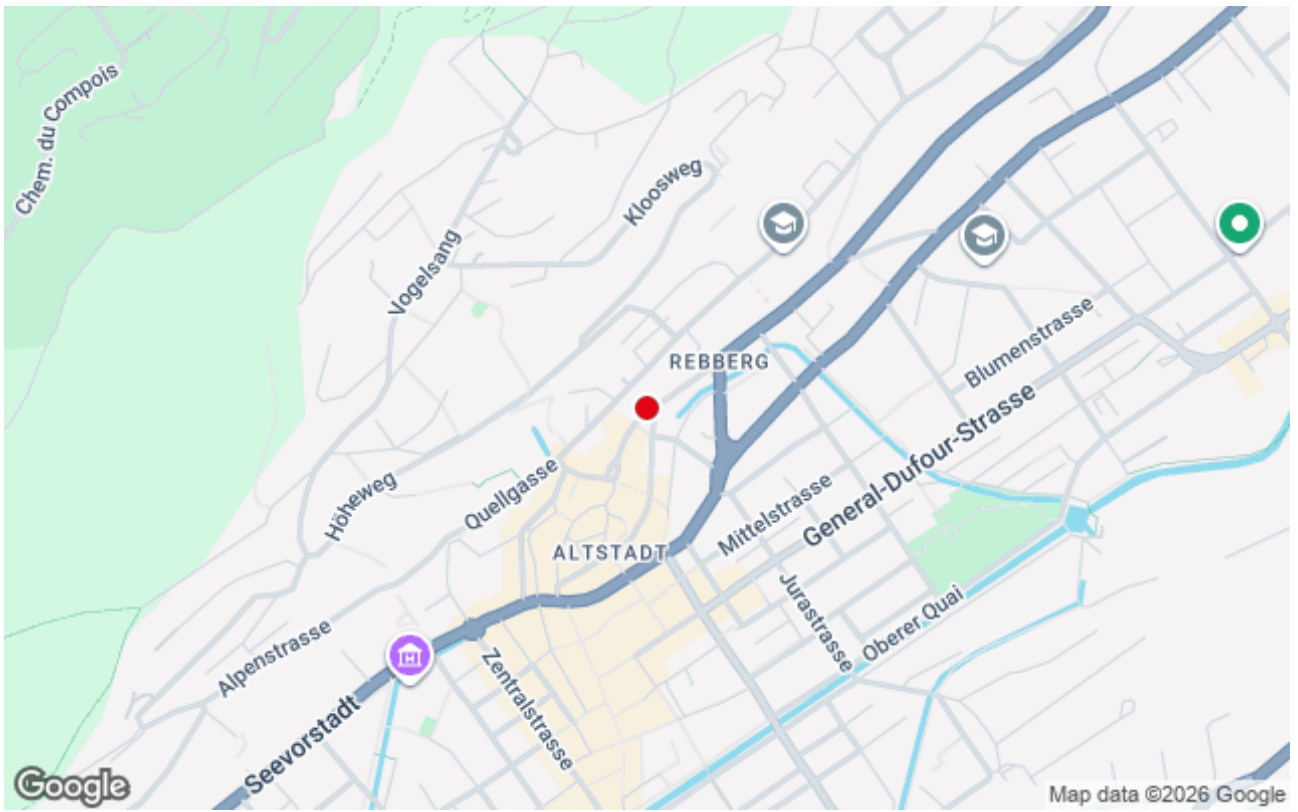 Chem. du Compois
Kloosweg
Vogelsang
REBBERG
Blumenstrasse
General-Dufour-Strasse
Höheweg
Quellgasse
Mittelstrasse
ALTSTADT
Jurastrasse
Oberer Quai
Alpenstrasse
Zentralstrasse
Seevorstadt
Google
Map data ©2026 Google